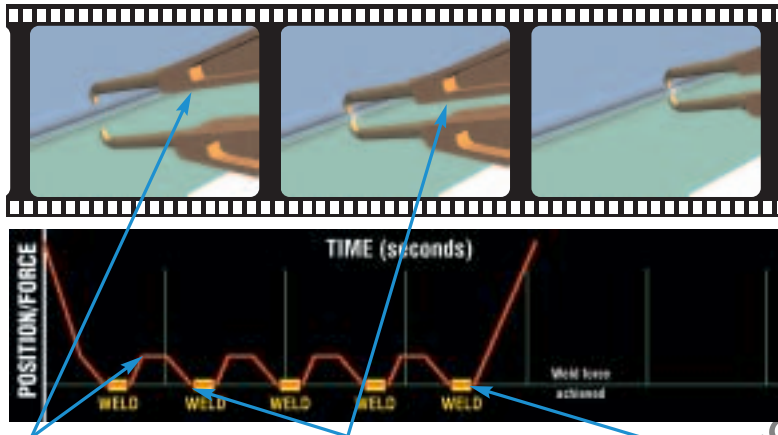 TIME (seconds)
POSITION/FORCE
Weld force
achieved
WELD WELD WELD WELD WELD